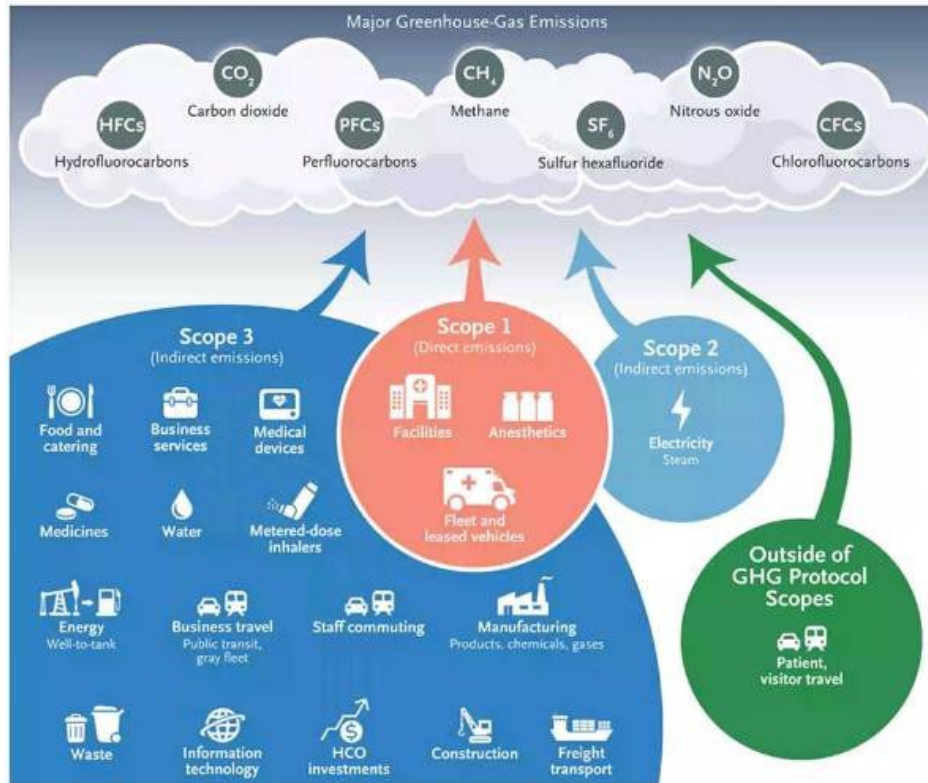 Major Greenhouse-Gas Emissions
CO₂
Carbon dioxide
CH₄
Methane
N₂O
Nitrous oxide
HFCs
Hydrofluorocarbons
PFCs
Perfluorocarbons
SF₆
Sulfur hexafluoride
CFCs
Chlorofluorocarbons
Scope 3
(Indirect emissions)
Food and
catering
Business
services
Medical
devices
Medicines
Water
Metered-dose
inhalers
Energy
Well-to-tank
Business travel
Public transit,
gray fleet
Staff commuting
Manufacturing
Products, chemicals, gases
Waste
Information
technology
HCO
investments
Construction
Freight
transport
Scope 1
(Direct emissions)
Facilities
Anesthetics
Fleet and
leased vehicles
Scope 2
(Indirect emissions)
Electricity
Steam
Outside of
GHG Protocol
Scopes
Patient,
visitor travel